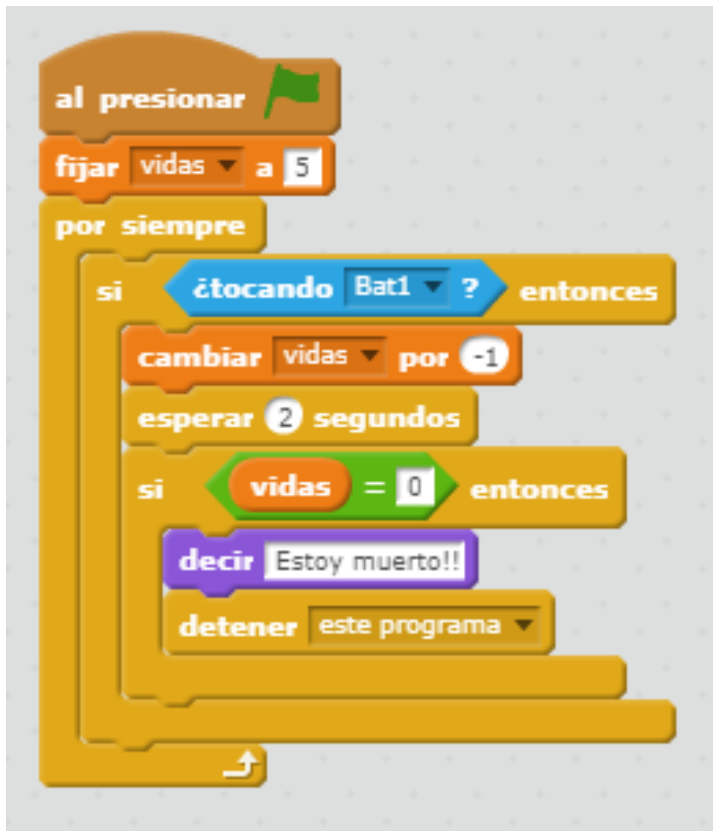 al presionar
fijar vidas a 5
por siempre
si ¿tocando Bat1 ? entonces
cambiar vidas por -1
esperar 2 segundos
si vidas = 0 entonces
decir Estoy muerto!!
detener este programa